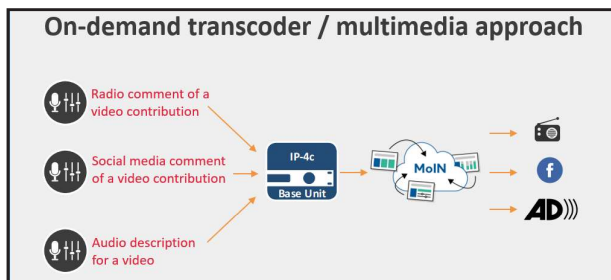 On-demand transcoder / multimedia approach
Radio comment of a
video contribution
Social media comment
of a video contribution
Audio description
for a video
IP-4c
Base Unit
MoIN
f
AD)))